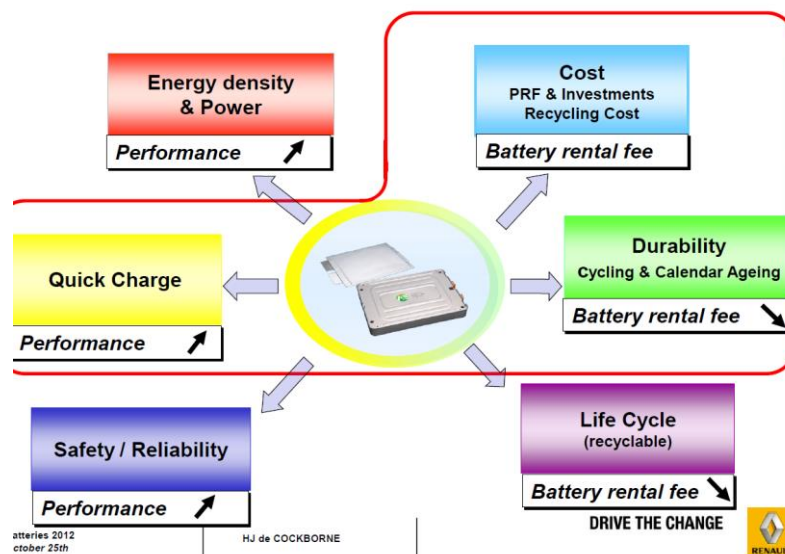 Energy density
& Power
Performance
Cost
PRF & Investments
Recycling Cost
Battery rental fee
Quick Charge
Performance
Durability
Cycling & Calendar Ageing
Battery rental fee
Safety / Reliability
Performance
Life Cycle
(recyclable)
Battery rental fee
atteries 2012
ctober 25th
HJ de COCKBORNE
DRIVE THE CHANGE
RENAUL